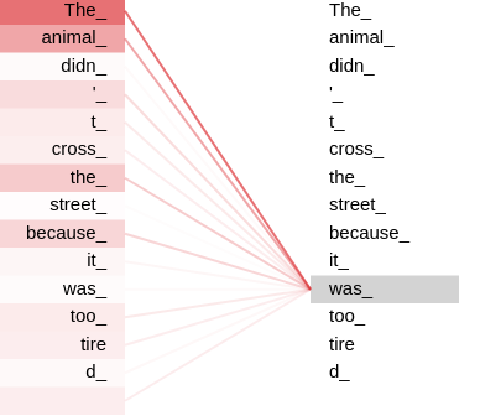 The_ The_
animal_ animal_
didn_ didn_
'_ '_
t_ t_
cross_ cross_
the_ the_
street_ street_
because_ because_
it_ it_
was_ was_
too_ too_
tire tire
d_ d_